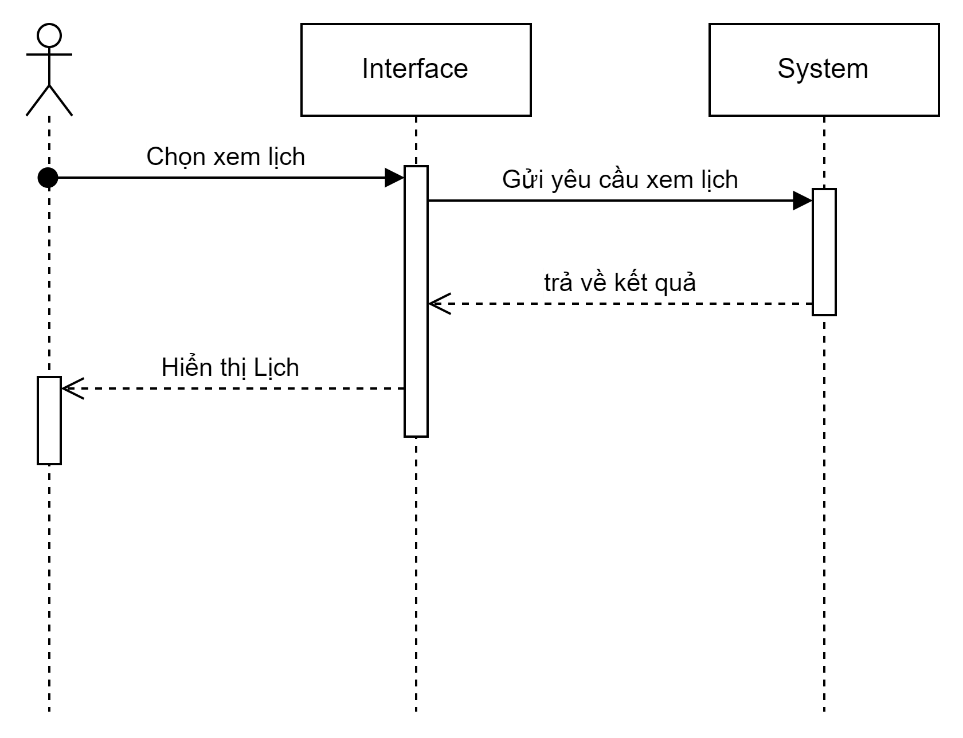 Interface
System
Chọn xem lịch
Gửi yêu cầu xem lịch
trả về kết quả
Hiển thị Lịch